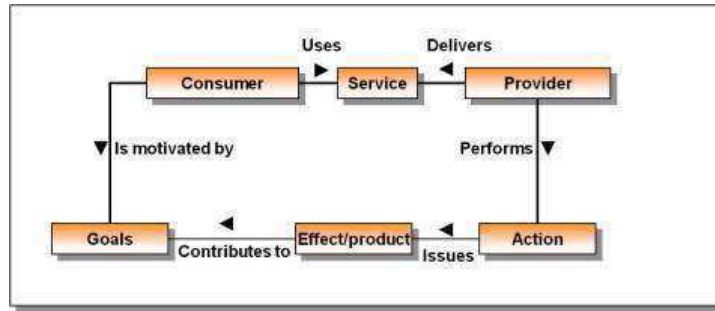 Uses
Delivers
Consumer
Service
Provider
Is motivated by
Performs
Goals
Effect/product
Action
Contributes to
Issues